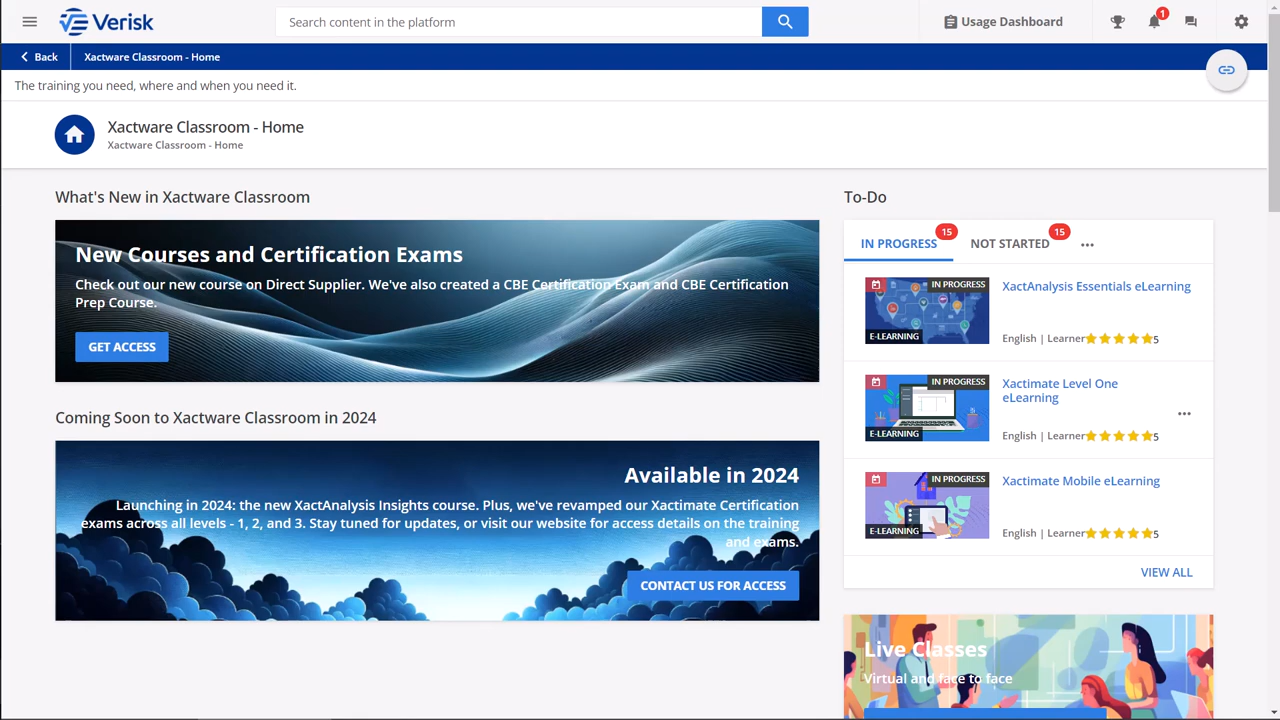 Verisk
Search content in the platform
Usage Dashboard
1
Back
Xactware Classroom - Home
The training you need, where and when you need it.
Xactware Classroom - Home
Xactware Classroom - Home
What's New in Xactware Classroom
New Courses and Certification Exams
Check out our new course on Direct Supplier. We've also created a CBE Certification Exam and CBE Certification
Prep Course.
GET ACCESS
Coming Soon to Xactware Classroom in 2024
Available in 2024
Launching in 2024: the new XactAnalysis Insights course. Plus, we've revamped our Xactimate Certification
exams across all levels - 1, 2, and 3. Stay tuned for updates, or visit our website for access details on the training
and exams.
CONTACT US FOR ACCESS
To-Do
IN PROGRESS
15
NOT STARTED
15
IN PROGRESS
E-LEARNING
XactAnalysis Essentials eLearning
English | Learner
5
IN PROGRESS
E-LEARNING
Xactimate Level One
eLearning
English | Learner
5
IN PROGRESS
E-LEARNING
Xactimate Mobile eLearning
English | Learner
5
VIEW ALL
Live Classes
Virtual and face to face